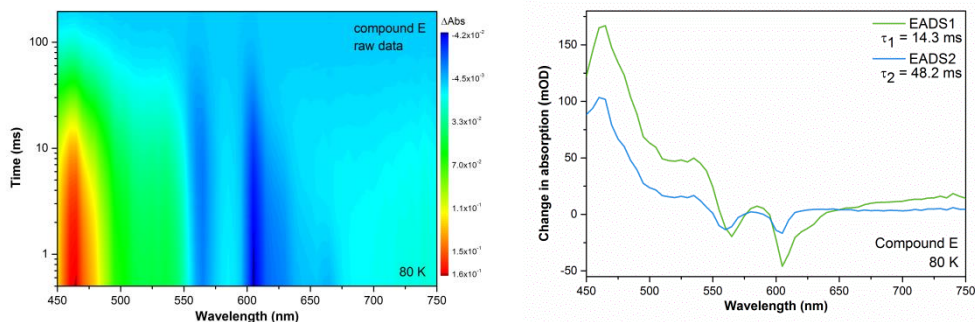 compound E
raw data
ΔAbs
-4.2x10⁻²
-4.5x10⁻³
3.3x10⁻²
7.0x10⁻²
1.1x10⁻¹
1.5x10⁻¹
1.6x10⁻¹
100
10
1
Time (ms)
80 K
450 500 550 600 650 700 750
Wavelength (nm)
EADS1
τ₁ = 14.3 ms
EADS2
τ₂ = 48.2 ms
150
100
50
0
-50
Change in absorption (mOD)
Compound E
80 K
450 500 550 600 650 700 750
Wavelength (nm)